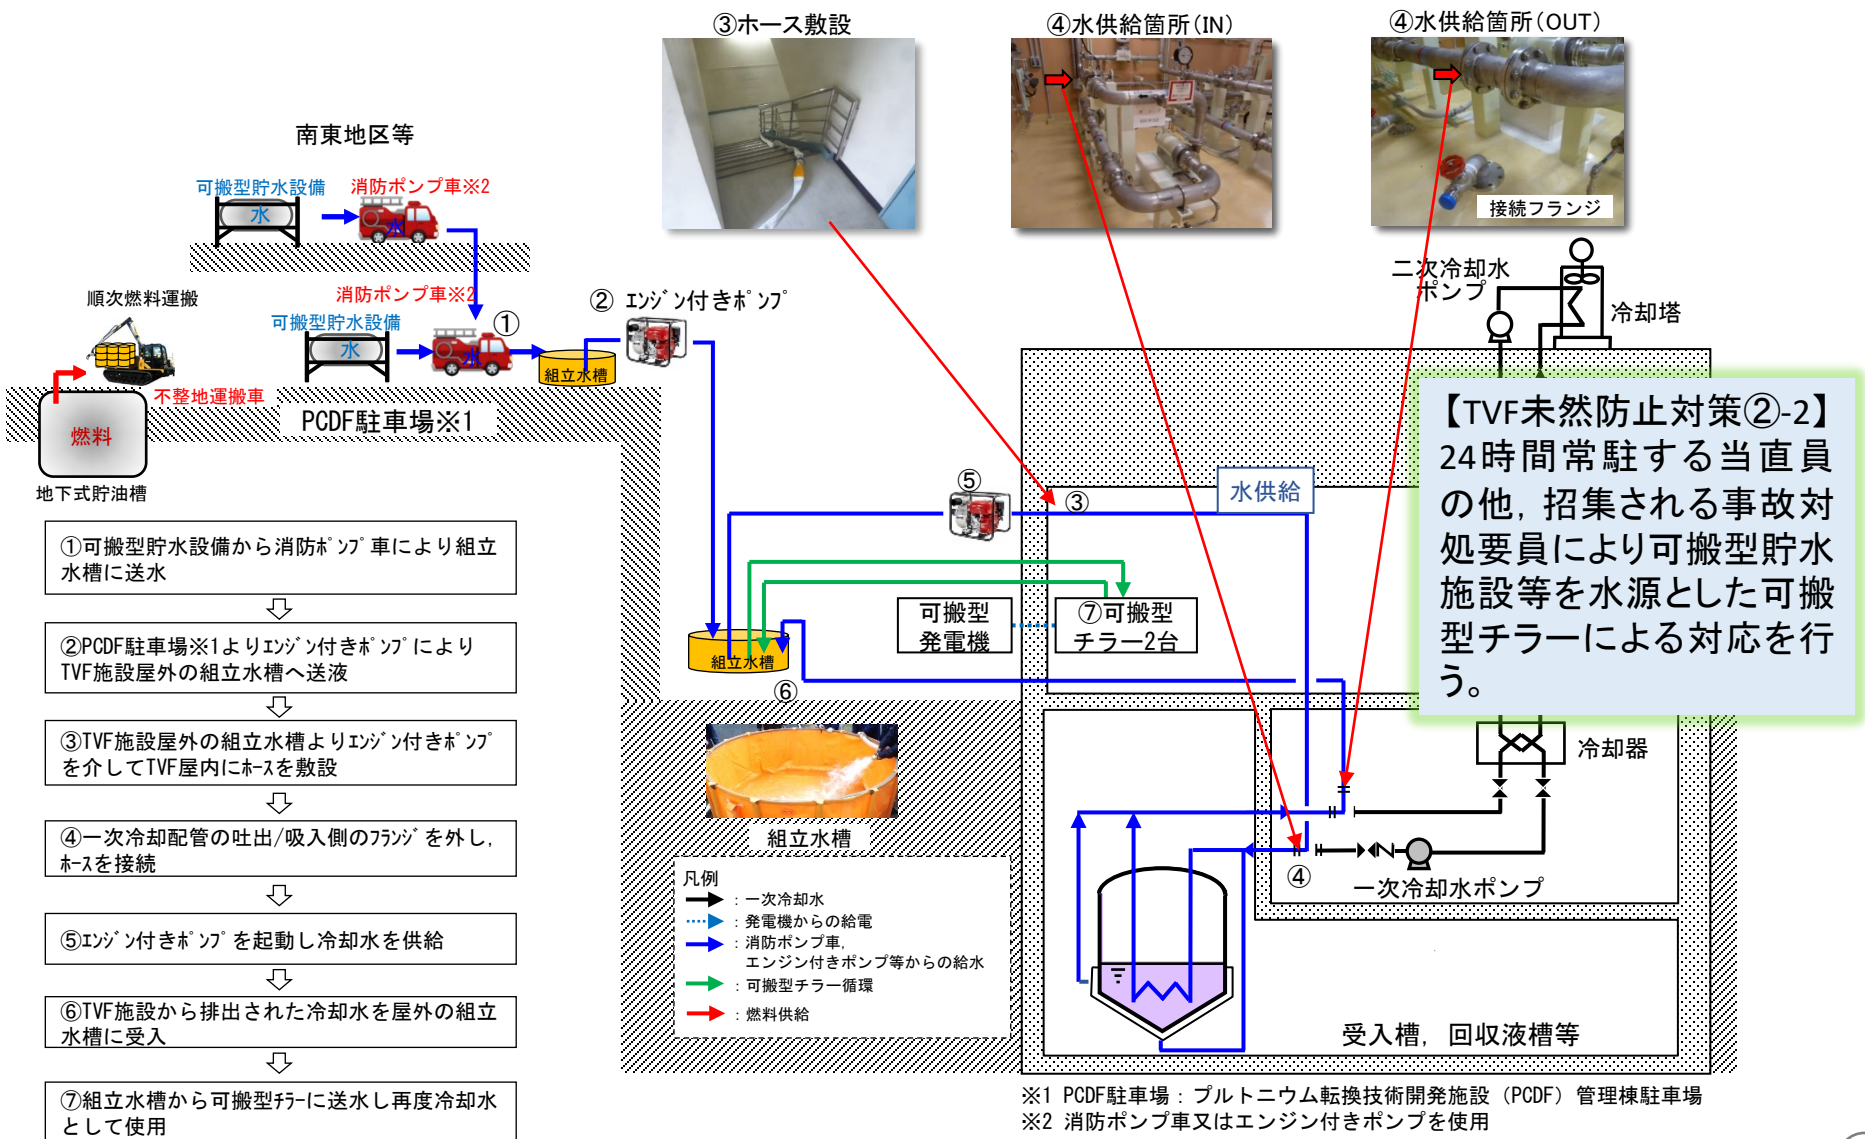 ③ホース敷設
④水供給箇所(IN)
④水供給箇所(OUT)
接続フランジ
南東地区等
可搬型貯水設備
消防ポンプ車※2
水
水
順次燃料運搬
消防ポンプ車※2
可搬型貯水設備
水
水
①
② エンジン付きポンプ
組立水槽
不整地運搬車
燃料
地下式貯油槽
PCDF駐車場※1
二次冷却水
ポンプ
冷却塔
【TVF未然防止対策②-2】
24時間常駐する当直員
の他，招集される事故対
処要員により可搬型貯水
施設等を水源とした可搬
型チラーによる対応を行
う。
⑤
③
水供給
可搬型
発電機
⑦可搬型
チラー2台
組立水槽
⑥
組立水槽
冷却器
④
一次冷却水ポンプ
受入槽，回収液槽等
①可搬型貯水設備から消防ポンプ車により組立
水槽に送水
②PCDF駐車場※1よりエンジン付きポンプにより
TVF施設屋外の組立水槽へ送液
③TVF施設屋外の組立水槽よりエンジン付きポンプ
を介してTVF屋内にホースを敷設
④一次冷却配管の吐出/吸入側のフランジを外し，
ホースを接続
⑤エンジン付きポンプを起動し冷却水を供給
⑥TVF施設から排出された冷却水を屋外の組立
水槽に受入
⑦組立水槽から可搬型チラーに送水し再度冷却水
として使用
凡例
：一次冷却水
：発電機からの給電
：消防ポンプ車，
エンジン付きポンプ等からの給水
：可搬型チラー循環
：燃料供給
※1 PCDF駐車場：プルトニウム転換技術開発施設（PCDF）管理棟駐車場
※2 消防ポンプ車又はエンジン付きポンプを使用